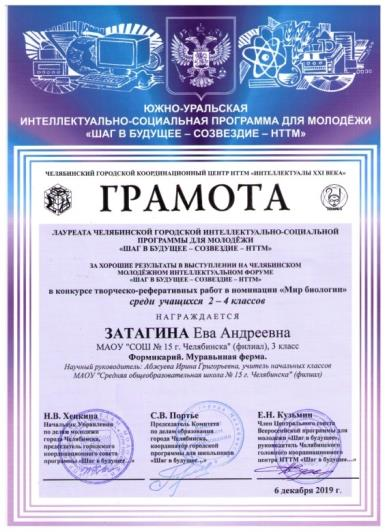 ЮЖНО-УРАЛЬСКАЯ
ИНТЕЛЛЕКТУАЛЬНО-СОЦИАЛЬНАЯ ПРОГРАММА ДЛЯ МОЛОДЁЖИ
«ШАГ В БУДУЩЕЕ – СОЗВЕЗДИЕ – НТТМ»
ЧЕЛЯБИНСКИЙ ГОРОДСКОЙ КООРДИНАЦИОННЫЙ ЦЕНТР НТТМ «ИНТЕЛЛЕКТУАЛЫ XXI ВЕКА»
ГРАМОТА
ЛАУРЕАТА ЧЕЛЯБИНСКОЙ ГОРОДСКОЙ ИНТЕЛЛЕКТУАЛЬНО-СОЦИАЛЬНОЙ
ПРОГРАММЫ ДЛЯ МОЛОДЕЖИ
«ШАГ В БУДУЩЕЕ – СОЗВЕЗДИЕ – НТТМ»
ЗА ХОРОШИЕ РЕЗУЛЬТАТЫ В ВЫСТУПЛЕНИИ НА ЧЕЛЯБИНСКОМ
МОЛОДЁЖНОМ ИНТЕЛЛЕКТУАЛЬНОМ ФОРУМЕ
«ШАГ В БУДУЩЕЕ – СОЗВЕЗДИЕ – НТТМ»
в конкурсе творческо-реферативных работ в номинации «Мир биологии»
среди учащихся 2 – 4 классов
НАГРАЖДАЕТСЯ
ЗАТАГИНА Ева Андреевна
МАОУ "СОШ № 15 г. Челябинска" (филиал), 3 класс
Формикарий. Муравьиная ферма.
Научный руководитель: Абжуева Ирина Григорьевна, учитель начальных классов
МАОУ "Средняя общеобразовательная школа № 15 г. Челябинска" (филиал)
Н.В. Хенкина
Начальник Управления
по делам молодежи
города Челябинска,
председатель городского
координационного совета
программы «Шаг в будущее…»
С.В. Портье
Председатель Комитета
по делам образования
города Челябинска,
координатор городской
программы для школьников
«Шаг в будущее…»
Е.Н. Кузьмин
Член Центрального совета
Всероссийской программы для
молодёжи «Шаг в будущее»,
руководитель Челябинского
головного координационного
центра НТТМ «Шаг в будущее…»
6 декабря 2019 г.